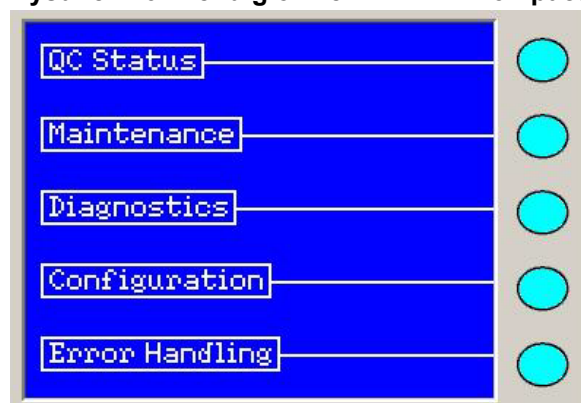 QC Status
Maintenance
Diagnostics
Configuration
Error Handling